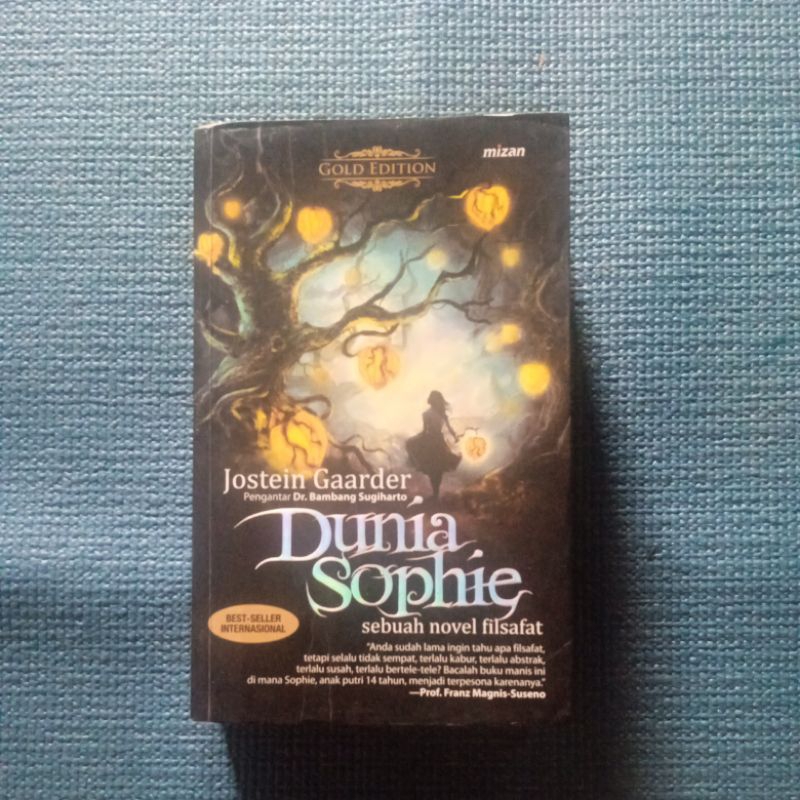 GOLD EDITION
mizan
Jostein Gaarder
Pengantar Dr. Bambang Sugiharto
Dunia
Sophie
sebuah novel filsafat
BEST-SELLER
INTERNASIONAL
"Anda sudah lama ingin tahu apa filsafat,
tetapi selalu tidak sempat, terlalu kabur, terlalu abstrak,
terlalu susah, terlalu bertele-tele? Bacalah buku manis ini
di mana Sophie, anak putri 14 tahun, menjadi terpesona karenanya."
—Prof. Franz Magnis-Suseno